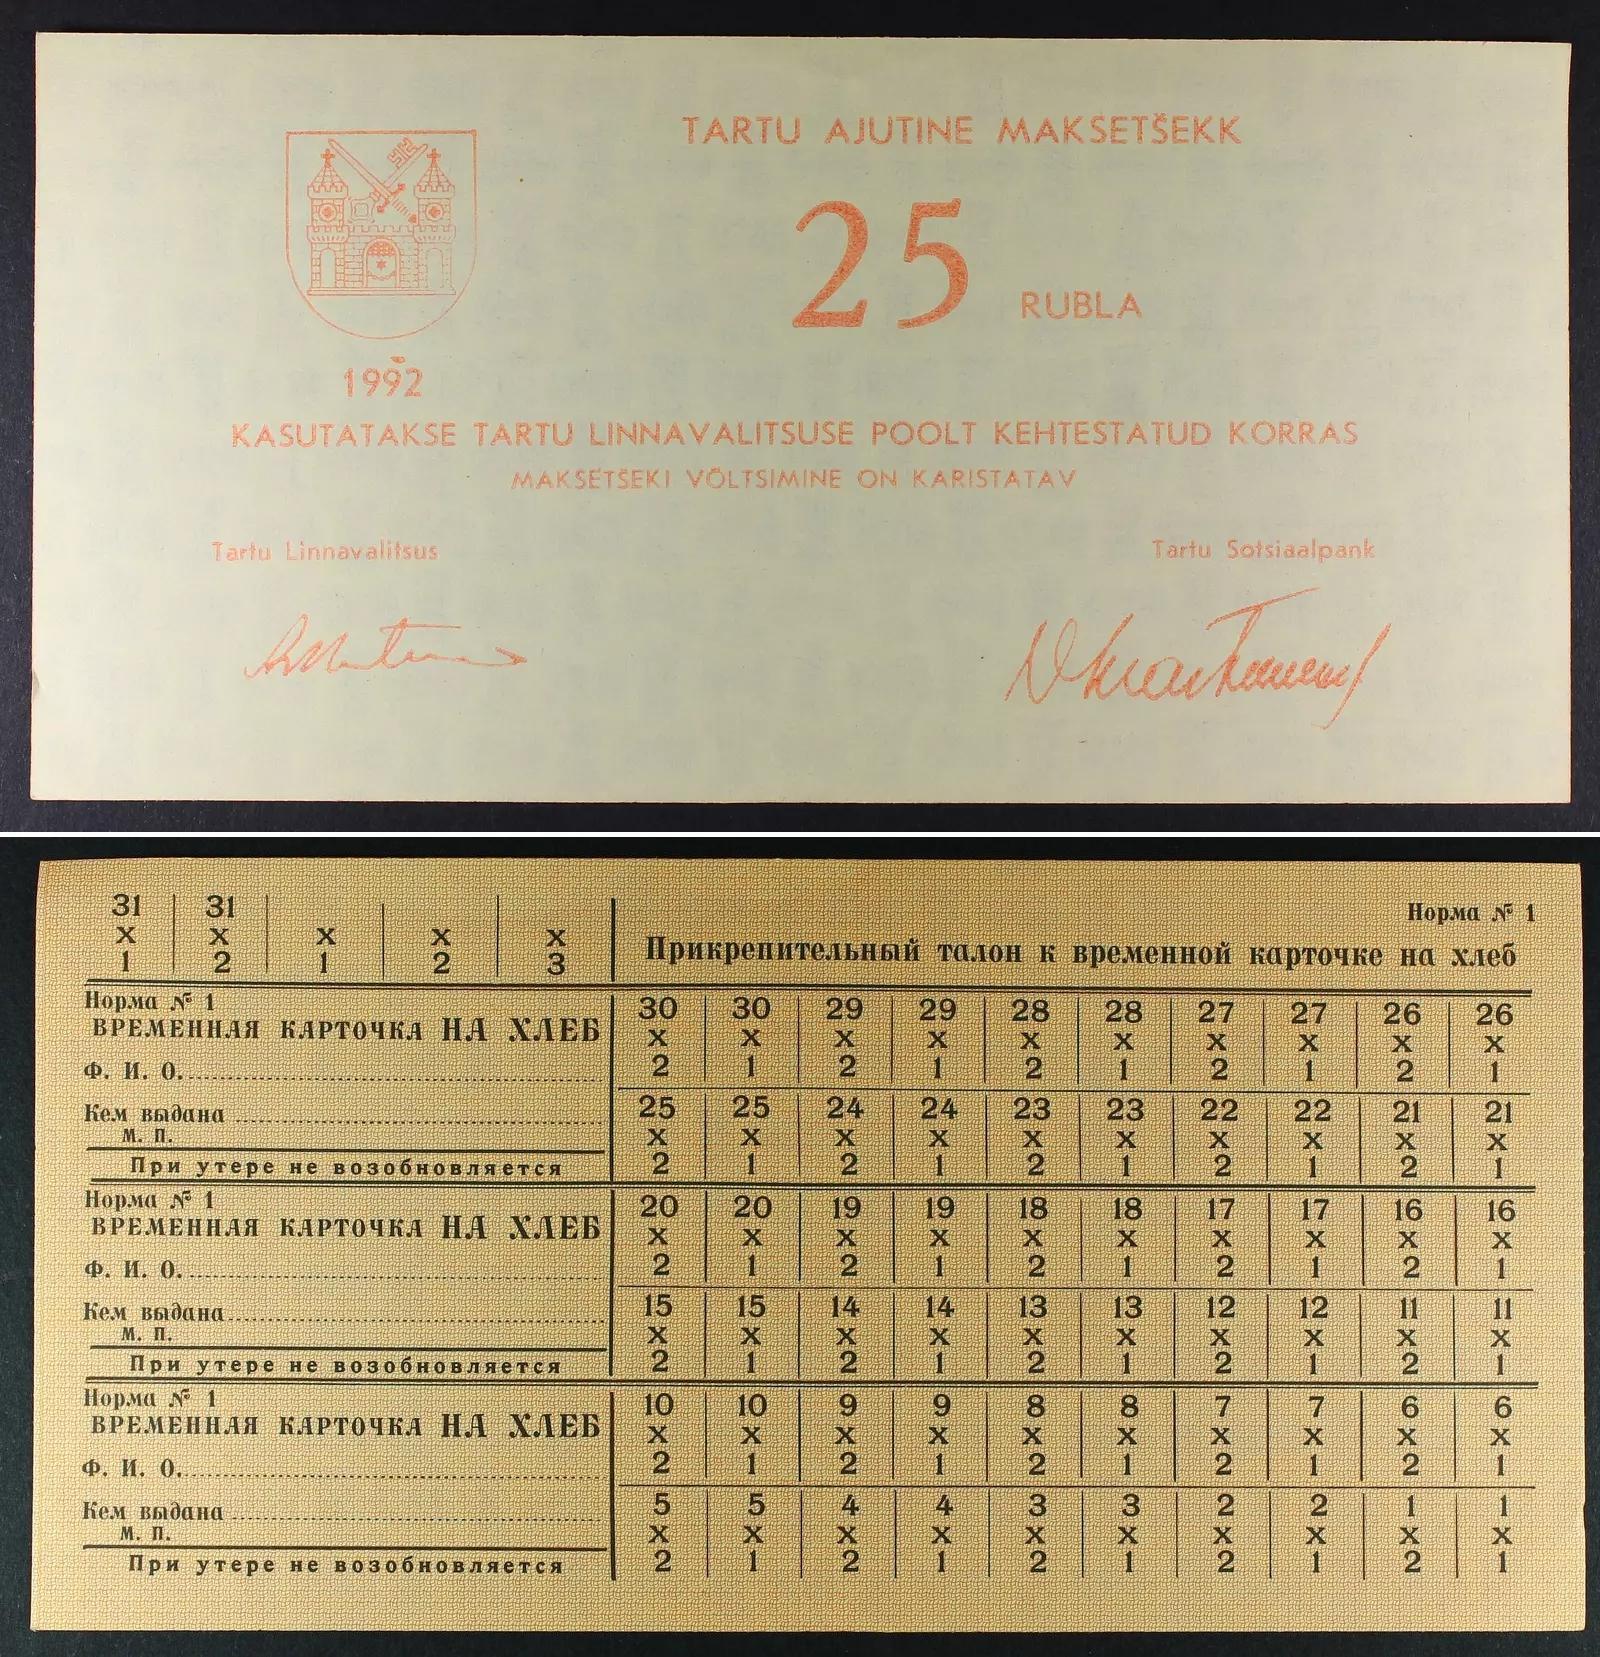 TARTU AJUTINE MAKSETŠEKK
25 RUBLA
1992
KASUTATAKSE TARTU LINNAVALITSUSE POOLT KEHTESTATUD KORRAS
MAKSETŠEKI VÕLTSIMINE ON KARISTATAV
Tartu Linnavalitsus
Tartu Sotsiaalpank
31 31
х х х х х
1 2 1 2 3
Норма № 1
Прикрепительный талон к временной карточке на хлеб
Норма № 1
ВРЕМЕННАЯ КАРТОЧКА НА ХЛЕБ
Ф. И. О.
Кем выдана
М. П.
При утере не возобновляется
30 30 29 29 28 28 27 27 26 26
х х х х х х х х х х
2 1 2 1 2 1 2 1 2 1
25 25 24 24 23 23 22 22 21 21
х х х х х х х х х х
2 1 2 1 2 1 2 1 2 1
Норма № 1
ВРЕМЕННАЯ КАРТОЧКА НА ХЛЕБ
Ф. И. О.
Кем выдана
М. П.
При утере не возобновляется
20 20 19 19 18 18 17 17 16 16
х х х х х х х х х х
2 1 2 1 2 1 2 1 2 1
15 15 14 14 13 13 12 12 11 11
х х х х х х х х х х
2 1 2 1 2 1 2 1 2 1
Норма № 1
ВРЕМЕННАЯ КАРТОЧКА НА ХЛЕБ
Ф. И. О.
Кем выдана
М. П.
При утере не возобновляется
10 10 9 9 8 8 7 7 6 6
х х х х х х х х х х
2 1 2 1 2 1 2 1 2 1
5 5 4 4 3 3 2 2 1 1
х х х х х х х х х х
2 1 2 1 2 1 2 1 2 1